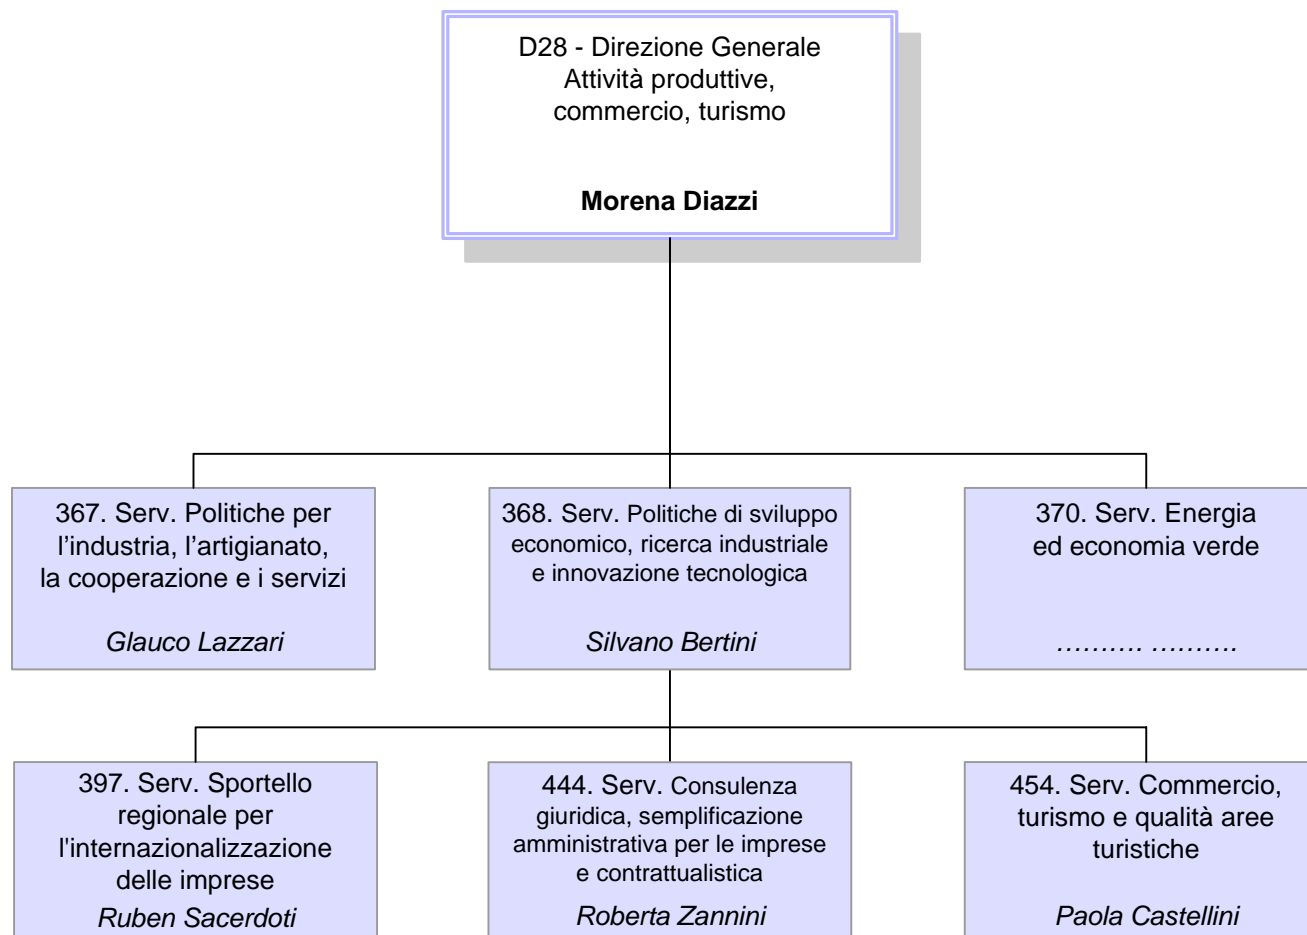 D28 - Direzione Generale
Attività produttive,
commercio, turismo
Morena Diazzi
367. Serv. Politiche per
l’industria, l’artigianato,
la cooperazione e i servizi
Glauco Lazzari
368. Serv. Politiche di sviluppo
economico, ricerca industriale
e innovazione tecnologica
Silvano Bertini
370. Serv. Energia
ed economia verde
………. ……….
397. Serv. Sportello
regionale per
l'internazionalizzazione
delle imprese
Ruben Sacerdoti
444. Serv. Consulenza
giuridica, semplificazione
amministrativa per le imprese
e contrattualistica
Roberta Zannini
454. Serv. Commercio,
turismo e qualità aree
turistiche
Paola Castellini